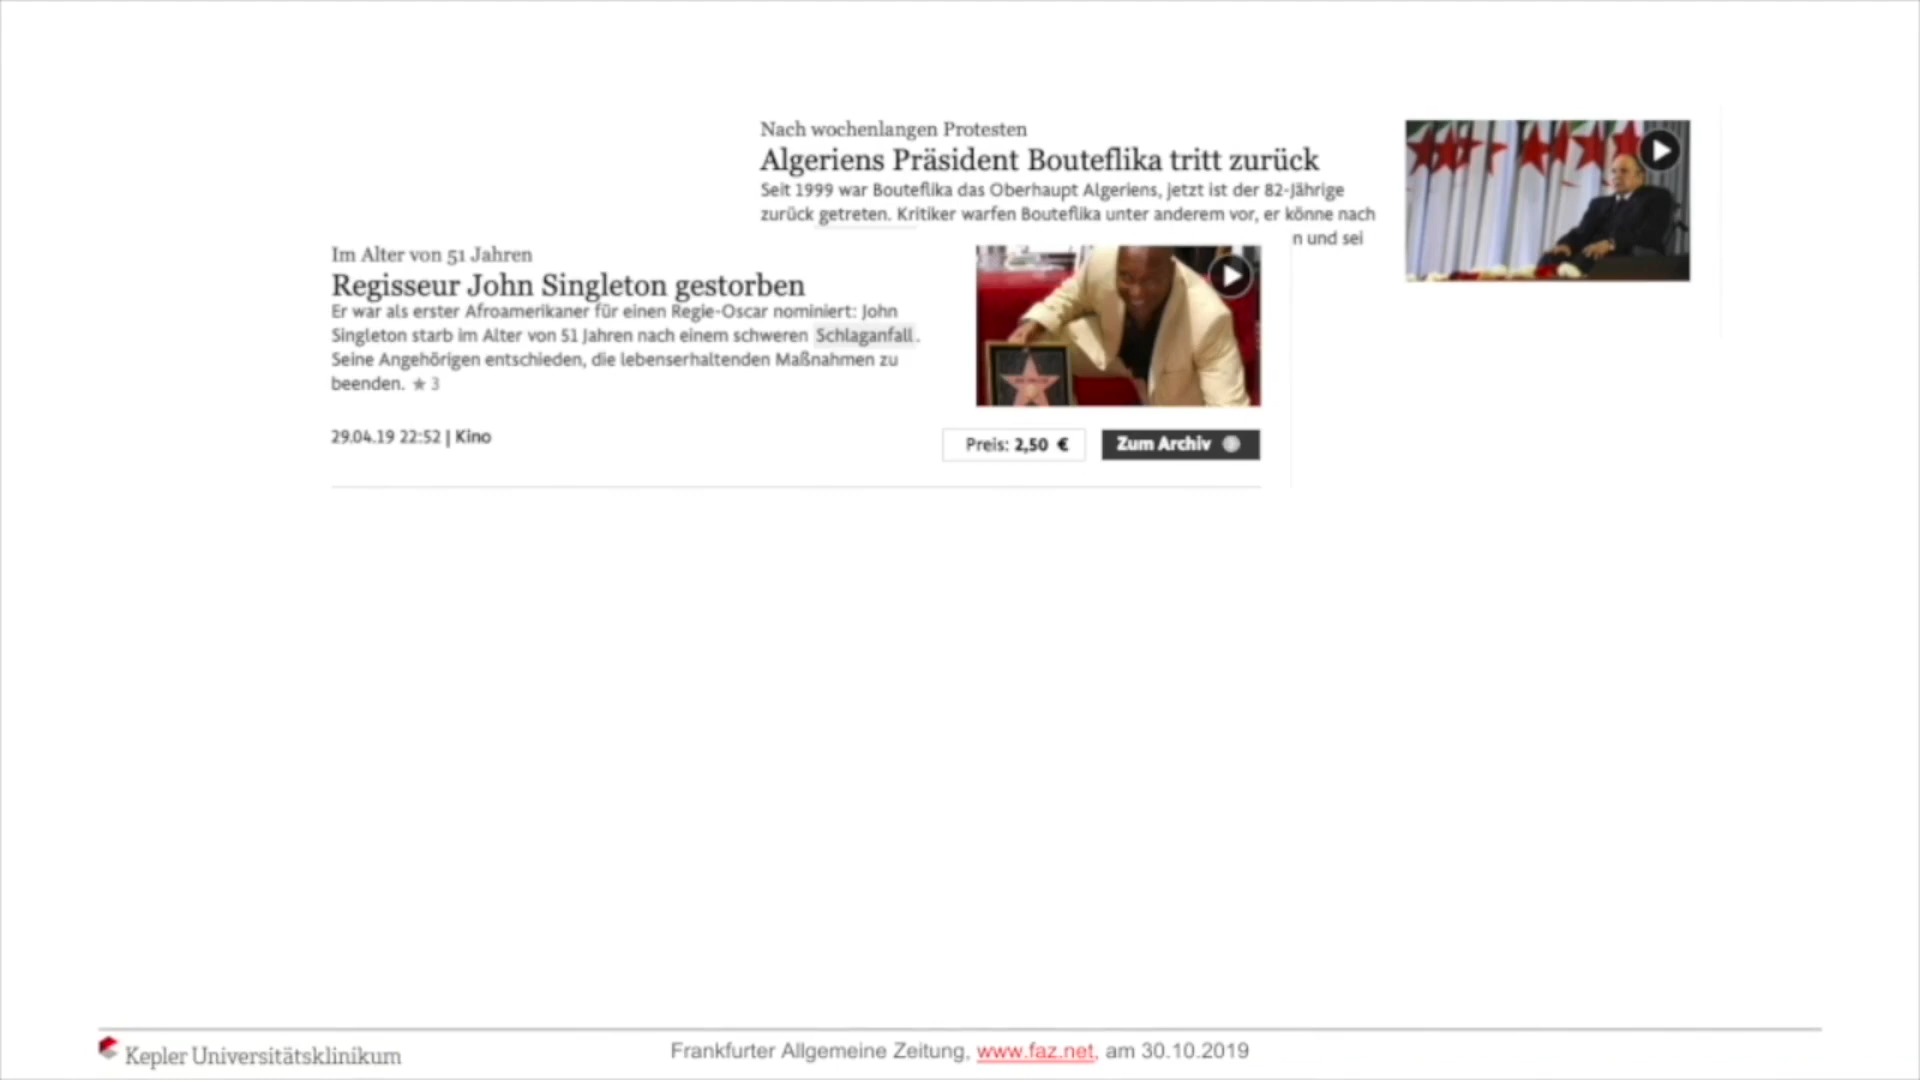 Nach wochenlangen Protesten
Algeriens Präsident Bouteflika tritt zurück
Seit 1999 war Bouteflika das Oberhaupt Algeriens, jetzt ist der 82-Jährige
zurück getreten. Kritiker warfen Bouteflika unter anderem vor, er könne nach
n und sei
Im Alter von 51 Jahren
Regisseur John Singleton gestorben
Er war als erster Afroamerikaner für einen Regie-Oscar nominiert: John
Singleton starb im Alter von 51 Jahren nach einem schweren Schlaganfall.
Seine Angehörigen entschieden, die lebenserhaltenden Maßnahmen zu
beenden. ★ 3
29.04.19 22:52 | Kino
Preis: 2,50 €
Zum Archiv
Kepler Universitätsklinikum
Frankfurter Allgemeine Zeitung, www.faz.net, am 30.10.2019